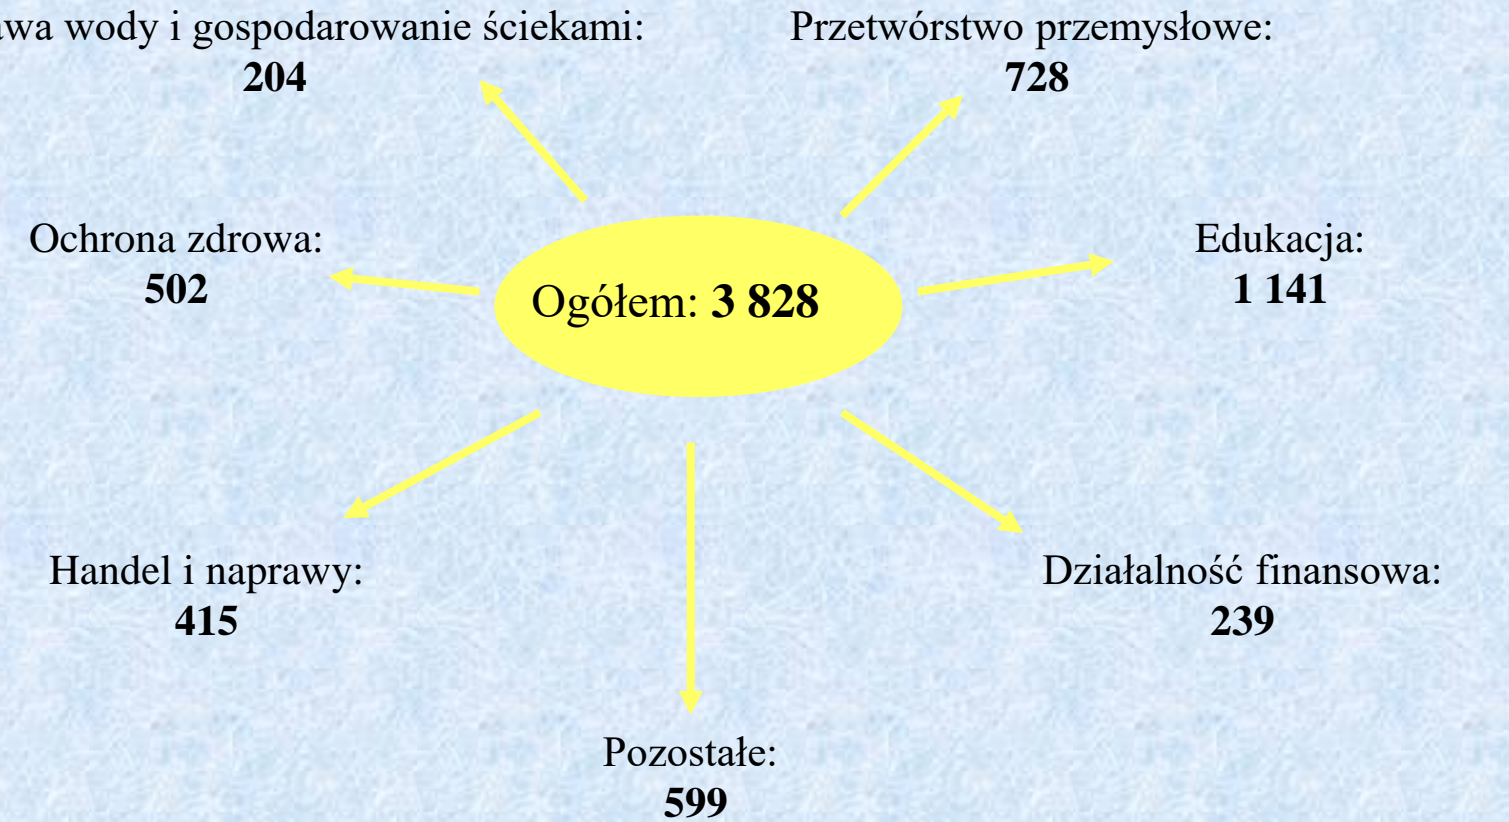 wody i gospodarowanie ściekami:
204
Przetwórstwo przemysłowe:
728
Ochrona zdrowa:
502
Ogółem: 3 828
Edukacja:
1 141
Handel i naprawy:
415
Działalność finansowa:
239
Pozostałe:
599